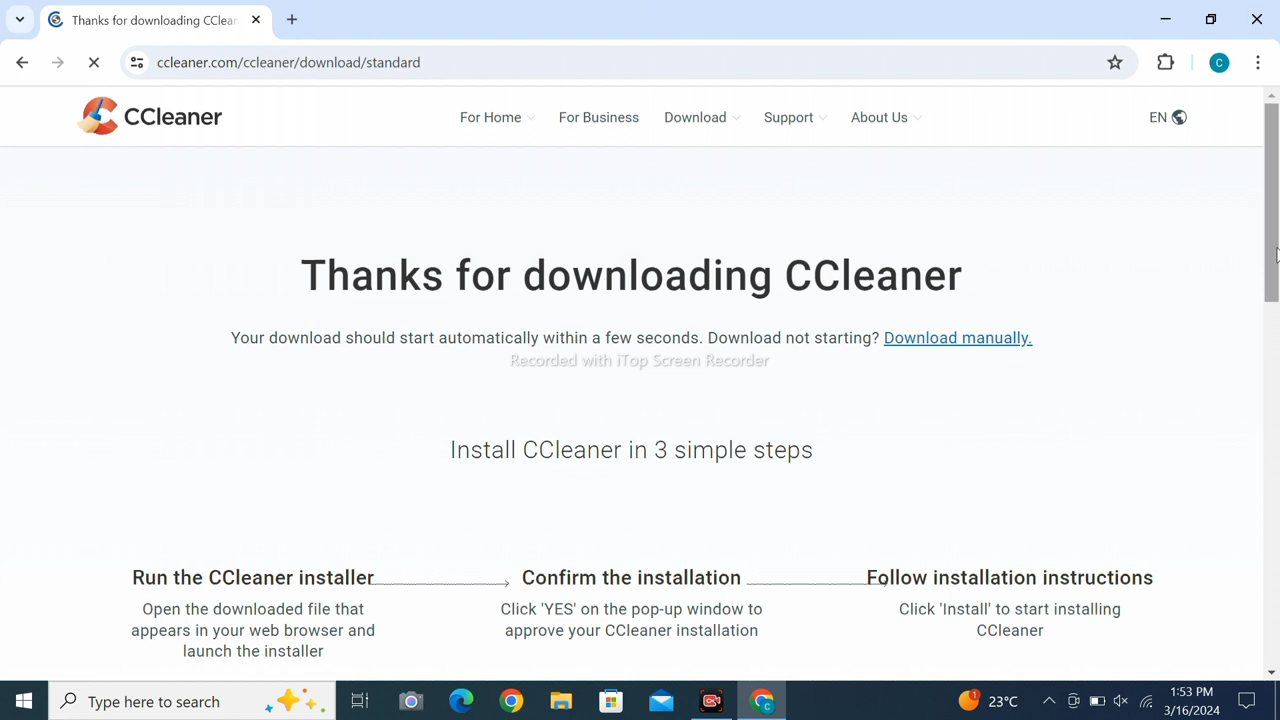 Thanks for downloading CClean
ccleaner.com/ccleaner/download/standard
C
CCleaner
For Home
For Business
Download
Support
About Us
EN
Thanks for downloading CCleaner
Your download should start automatically within a few seconds. Download not starting? Download manually.
Recorded with iTop Screen Recorder
Install CCleaner in 3 simple steps
Run the CCleaner installer
Open the downloaded file that
appears in your web browser and
launch the installer
Confirm the installation
Click 'YES' on the pop-up window to
approve your CCleaner installation
Follow installation instructions
Click 'Install' to start installing
CCleaner
Type here to search
C
1
23°C
1:53 PM
3/16/2024